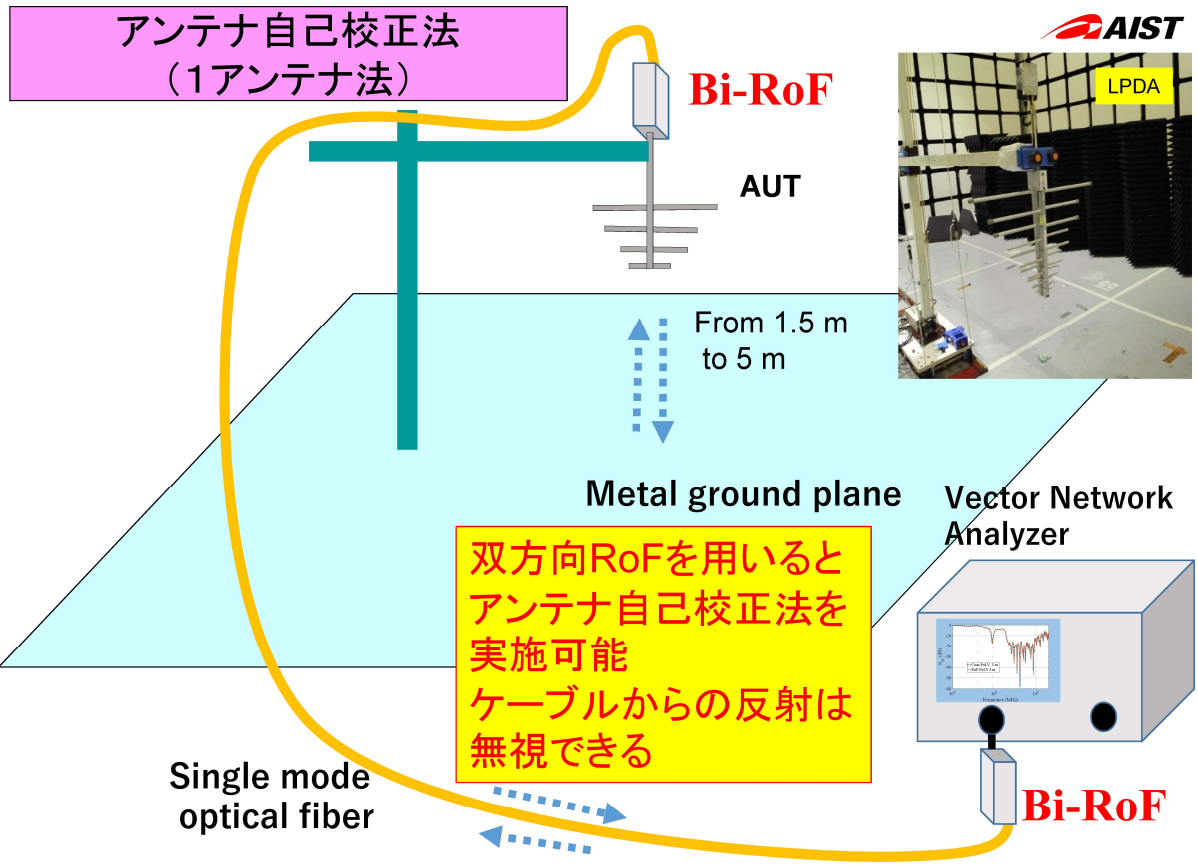 アンテナ自己校正法
（１アンテナ法）
AIST
LPDA
Bi-RoF
AUT
From 1.5 m
to 5 m
Metal ground plane
Vector Network
Analyzer
双方向RoFを用いると
アンテナ自己校正法を
実施可能
ケーブルからの反射は
無視できる
Frequency (MHz)
Single mode
optical fiber
Bi-RoF